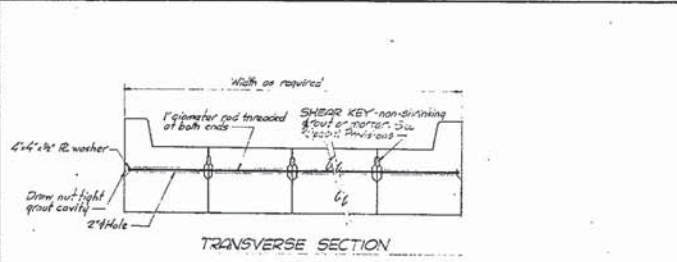 Width as required
1" diameter rod threaded
at both ends
SHEAR KEY - non-shrinking
grout or mortar. See
Special Provisions
4"x4"x½" PL washer
Draw nut tight
grout cavity
2"ϕ Hole
TRANSVERSE SECTION